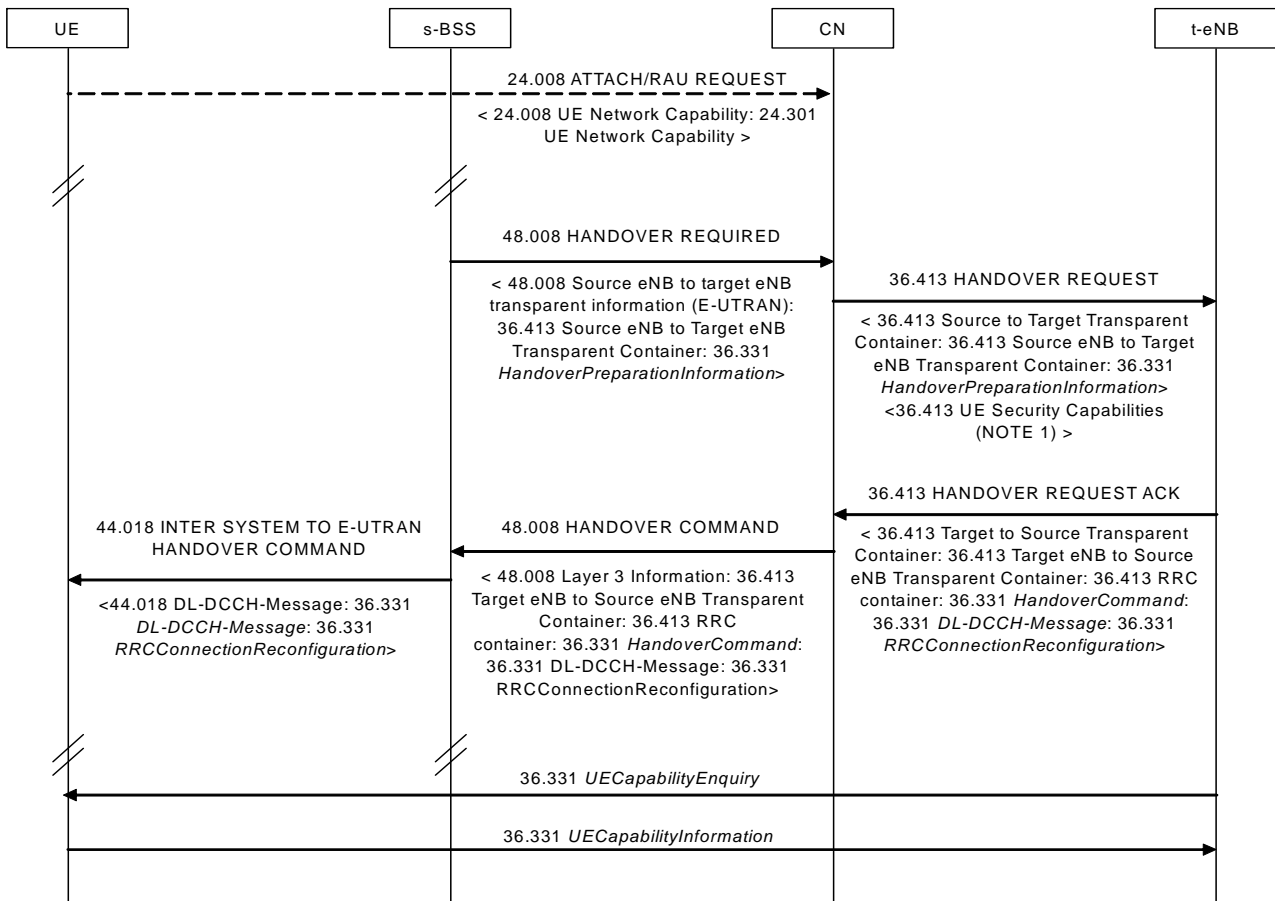 UE
s-BSS
CN
t-eNB
24.008 ATTACH/RAU REQUEST
< 24.008 UE Network Capability: 24.301
UE Network Capability >
48.008 HANDOVER REQUIRED
< 48.008 Source eNB to target eNB
transparent information (E-UTRAN):
36.413 Source eNB to Target eNB
Transparent Container: 36.331
HandoverPreparationInformation>
36.413 HANDOVER REQUEST
< 36.413 Source to Target Transparent
Container: 36.413 Source eNB to Target
eNB Transparent Container: 36.331
HandoverPreparationInformation>
<36.413 UE Security Capabilities
(NOTE 1) >
36.413 HANDOVER REQUEST ACK
< 36.413 Target to Source Transparent
Container: 36.413 Target eNB to Source
eNB Transparent Container: 36.413 RRC
container: 36.331 HandoverCommand:
36.331 DL-DCCH-Message: 36.331
RRCConnectionReconfiguration>
48.008 HANDOVER COMMAND
< 48.008 Layer 3 Information: 36.413
Target eNB to Source eNB Transparent
Container: 36.413 RRC
container: 36.331 HandoverCommand:
36.331 DL-DCCH-Message: 36.331
RRCConnectionReconfiguration>
44.018 INTER SYSTEM TO E-UTRAN
HANDOVER COMMAND
<44.018 DL-DCCH-Message: 36.331
DL-DCCH-Message: 36.331
RRCConnectionReconfiguration>
36.331 UECapabilityEnquiry
36.331 UECapabilityInformation